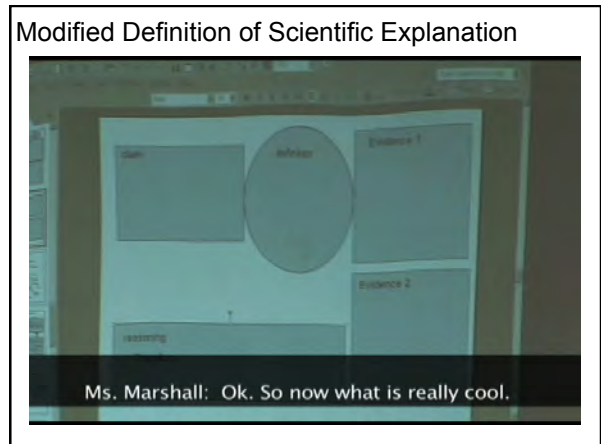 Modified Definition of Scientific Explanation
claim
definition
Evidence 1
Evidence 2
reasoning
Ms. Marshall: Ok. So now what is really cool.